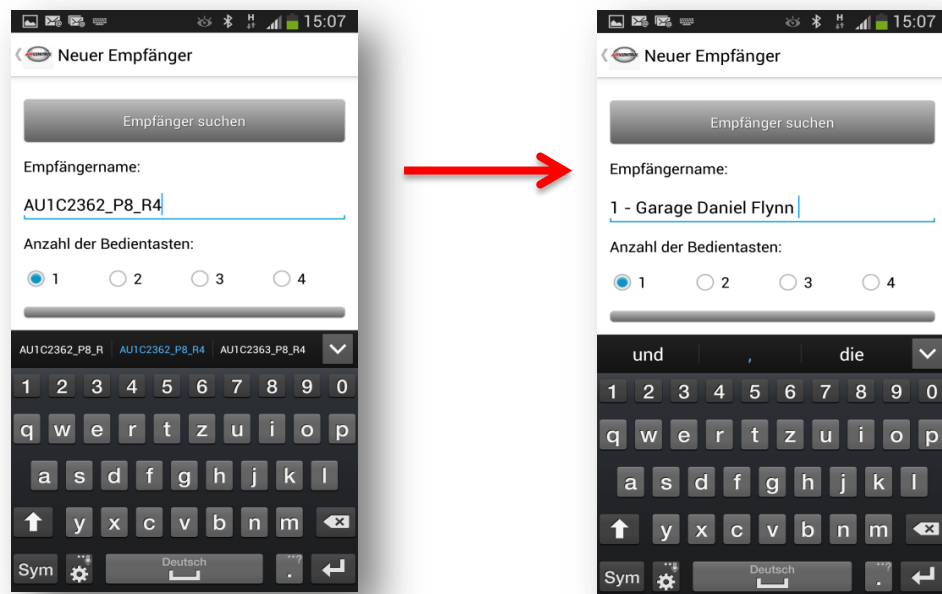 15:07
Neuer Empfänger
Empfänger suchen
Empfängername:
AU1C2362_P8_R4
Anzahl der Bedientasten:
1 2 3 4
AU1C2362_P8_R AU1C2362_P8_R4 AU1C2363_P8_R4
1 2 3 4 5 6 7 8 9 0
q w e r t z u i o p
a s d f g h j k l
y x c v b n m
Sym Deutsch .
H 15:07
Neuer Empfänger
Empfänger suchen
Empfängername:
1 - Garage Daniel Flynn
Anzahl der Bedientasten:
1 2 3 4
und , die
1 2 3 4 5 6 7 8 9 0
q w e r t z u i o p
a s d f g h j k l
y x c v b n m
Sym Deutsch .